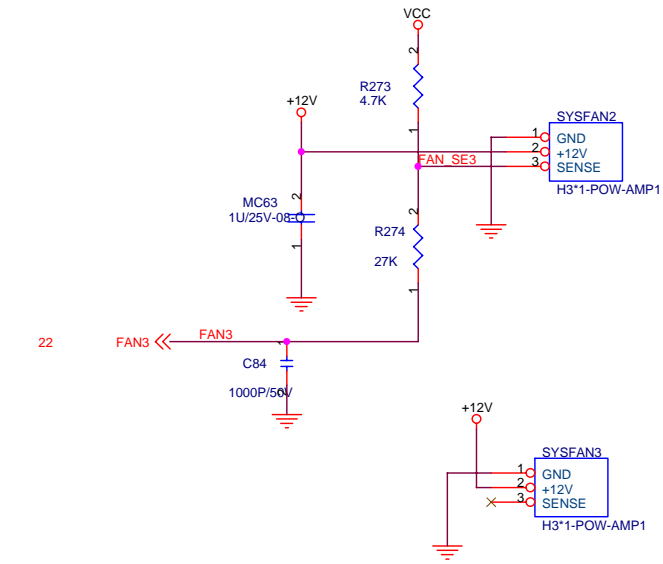 VCC
2
R273
4.7K
1
+12V
SYSFAN2
1
GND
2
+12V
3
SENSE
H3*1-POW-AMP1
FAN_SE3
2
MC63
1U/25V-08-O
1
2
R274
27K
1
22
FAN3
FAN3
1
C84
1000P/50V
2
+12V
SYSFAN3
1
GND
2
+12V
3
SENSE
H3*1-POW-AMP1